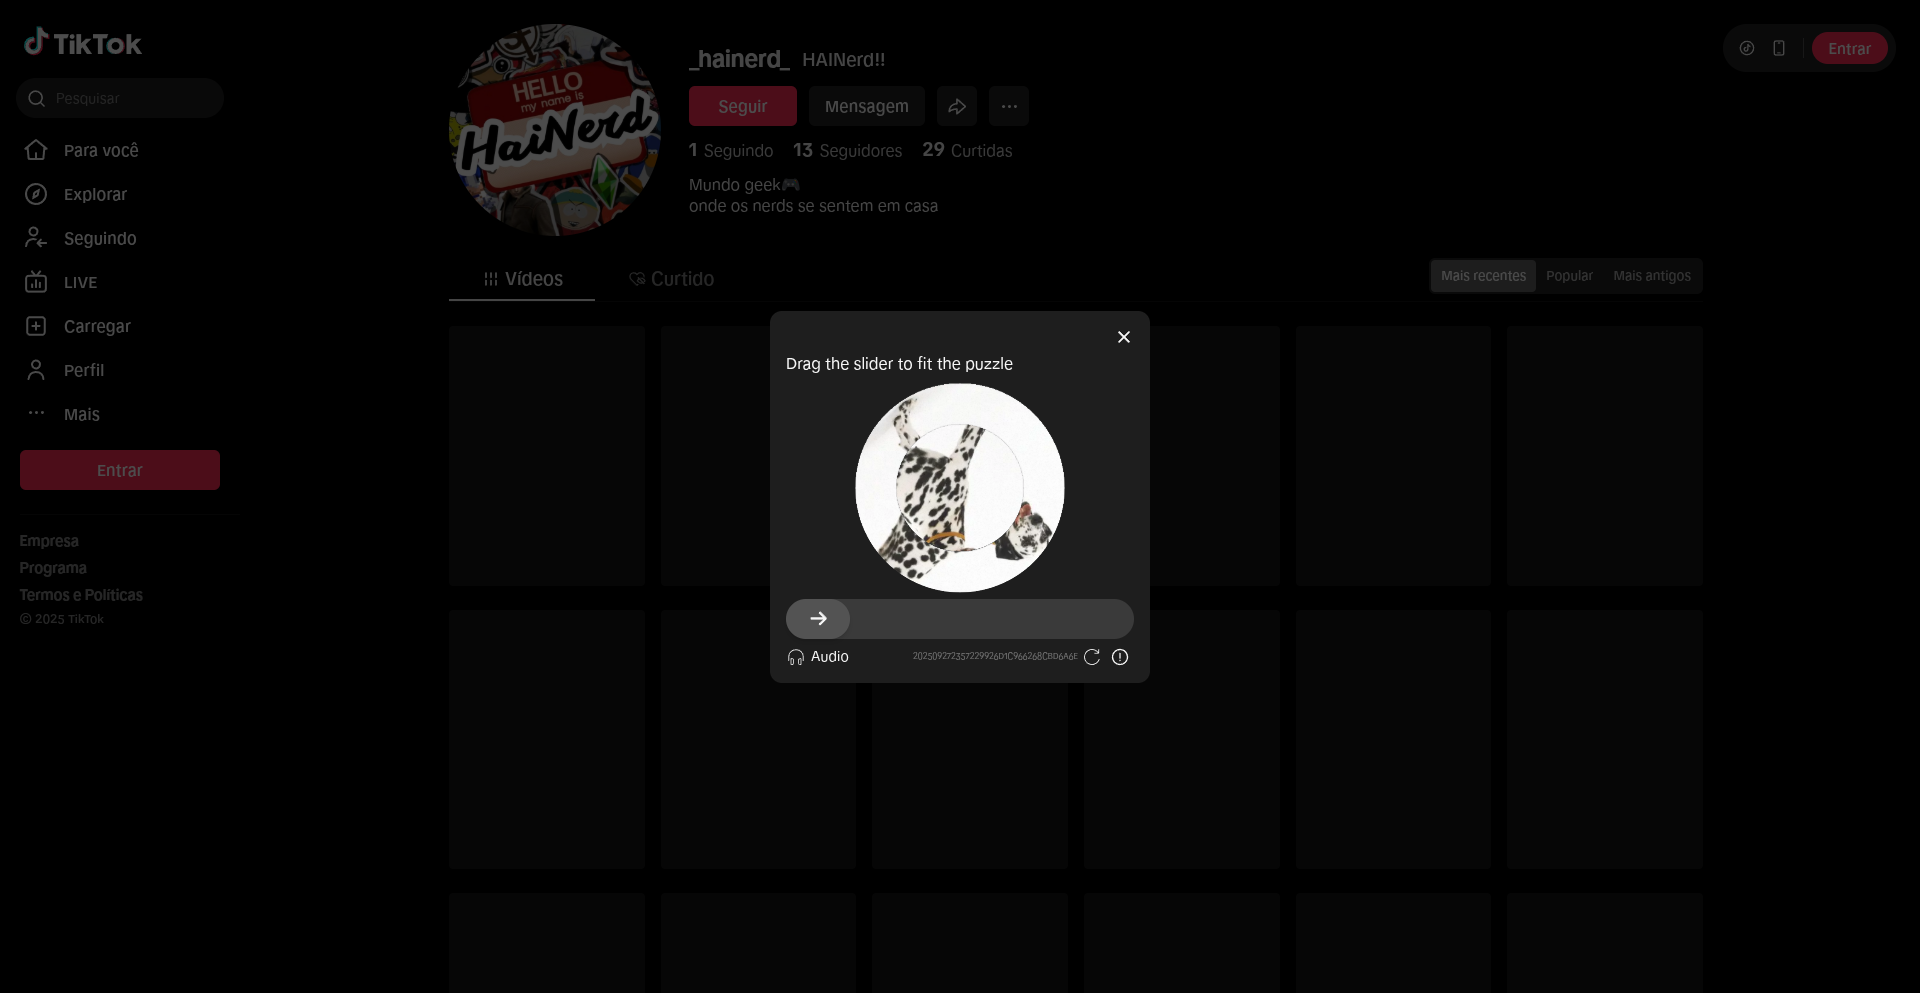 TikTok
Pesquisar
Para você
Explorar
Seguindo
LIVE
Carregar
Perfil
Mais
Entrar
Empresa
Programa
Termos e Políticas
© 2025 TikTok
HELLO
my name is
HaiNerd
_hainerd_ HAINerd!!
Seguir Mensagem
1 Seguindo 13 Seguidores 29 Curtidas
Mundo geek🎮
onde os nerds se sentem em casa
Entrar
Vídeos Curtido
Mais recentes Popular Mais antigos
Drag the slider to fit the puzzle
Audio 202509272357229926D1C966268CBD6A6E